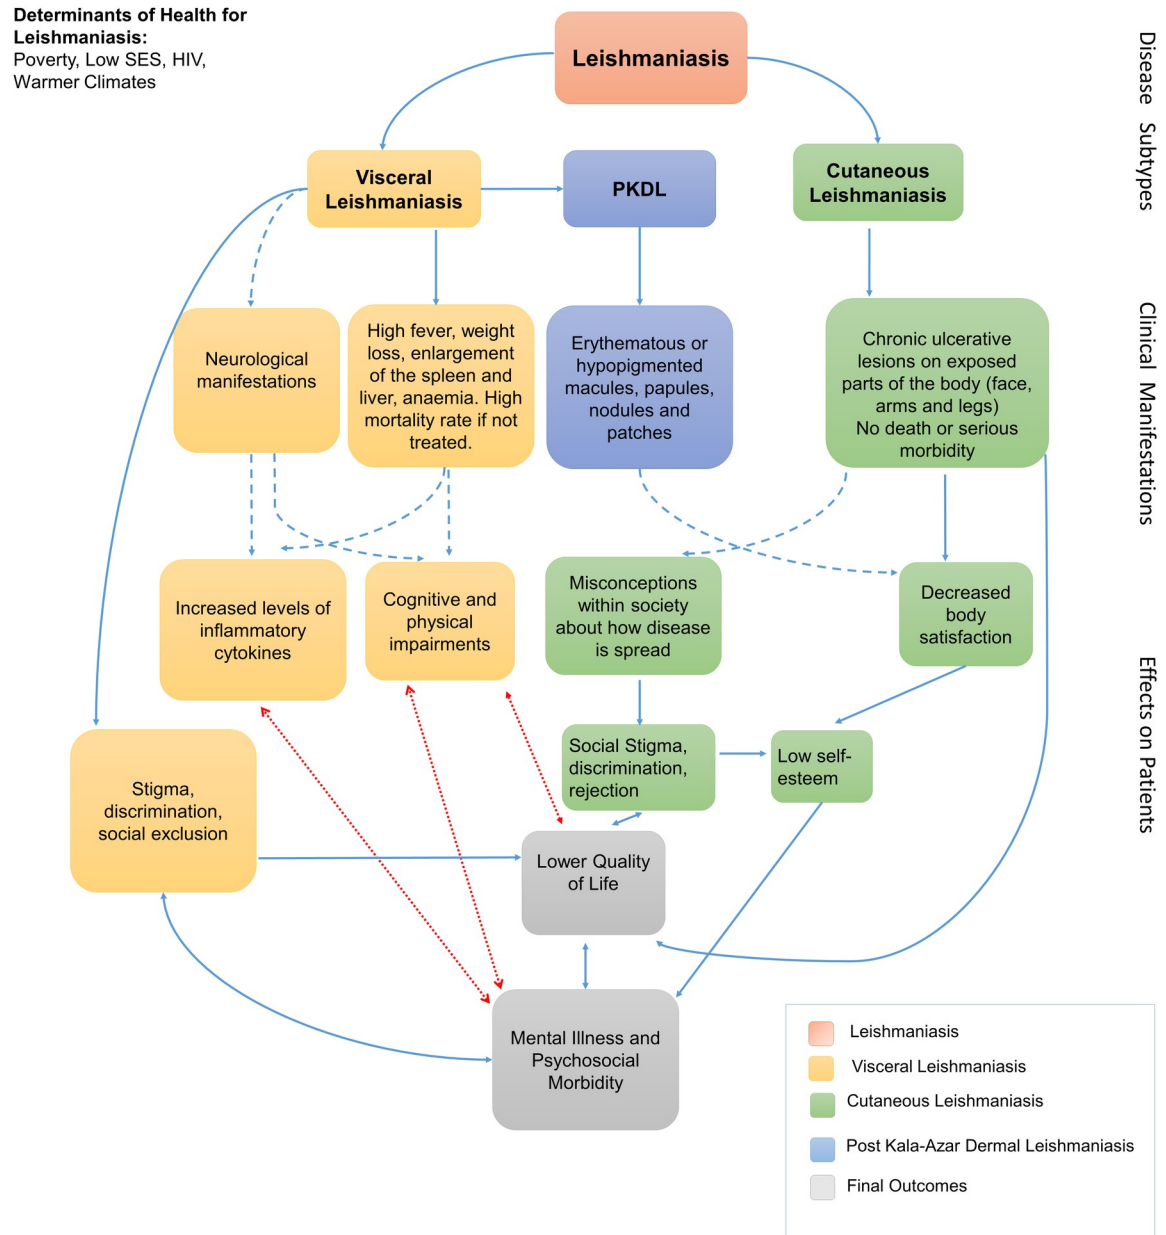 Determinants of Health for
Leishmaniasis:
Poverty, Low SES, HIV,
Warmer Climates
Leishmaniasis
Disease Subtypes
Visceral
Leishmaniasis
PKDL
Cutaneous
Leishmaniasis
Clinical Manifestations
Neurological
manifestations
High fever, weight
loss, enlargement
of the spleen and
liver, anaemia. High
mortality rate if not
treated.
Erythematous or
hypopigmented
macules, papules,
nodules and
patches
Chronic ulcerative
lesions on exposed
parts of the body (face,
arms and legs)
No death or serious
morbidity
Effects on Patients
Increased levels of
inflammatory
cytokines
Cognitive and
physical
impairments
Misconceptions
within society
about how disease
is spread
Decreased
body
satisfaction
Stigma,
discrimination,
social exclusion
Social Stigma,
discrimination,
rejection
Low self-
esteem
Lower Quality
of Life
Mental Illness and
Psychosocial
Morbidity
Leishmaniasis
Visceral Leishmaniasis
Cutaneous Leishmaniasis
Post Kala-Azar Dermal Leishmaniasis
Final Outcomes